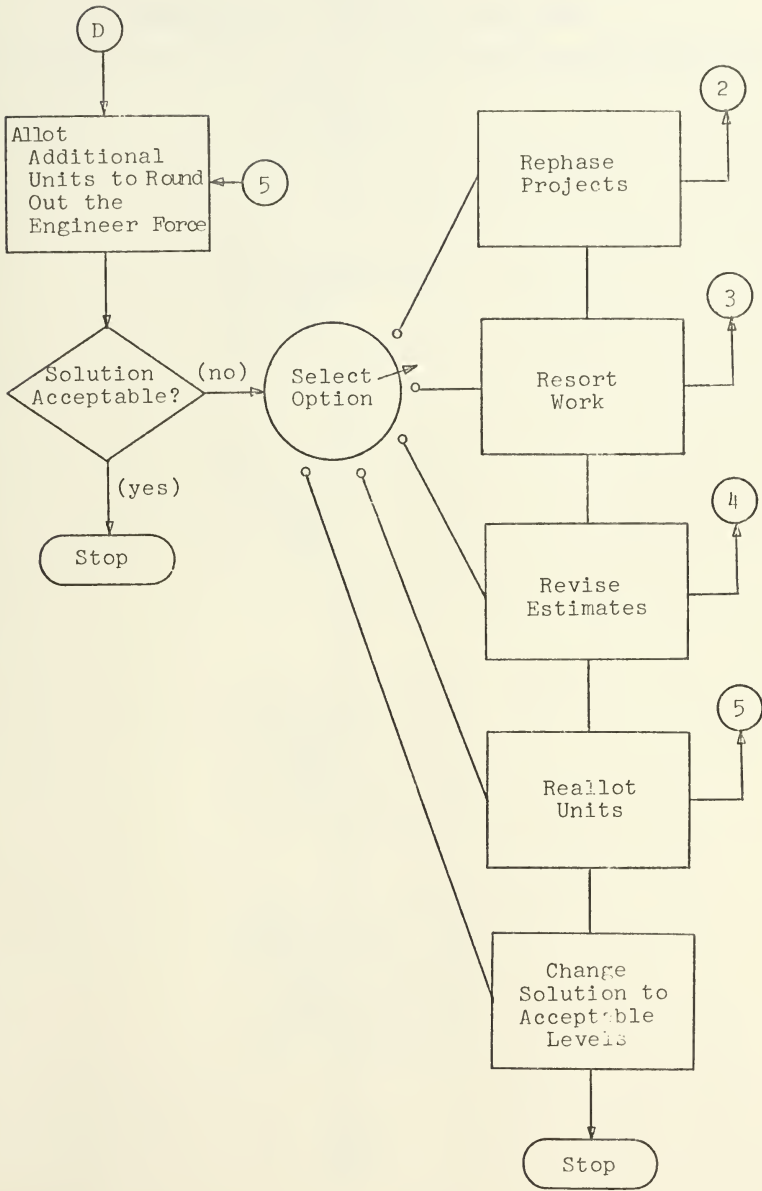 D
Allot
Additional
Units to Round
Out the
Engineer Force
5
Solution
Acceptable?
(no)
(yes)
Stop
Select
Option
Rephase
Projects
2
Resort
Work
3
Revise
Estimates
4
Reallot
Units
5
Change
Solution to
Acceptable
Levels
Stop